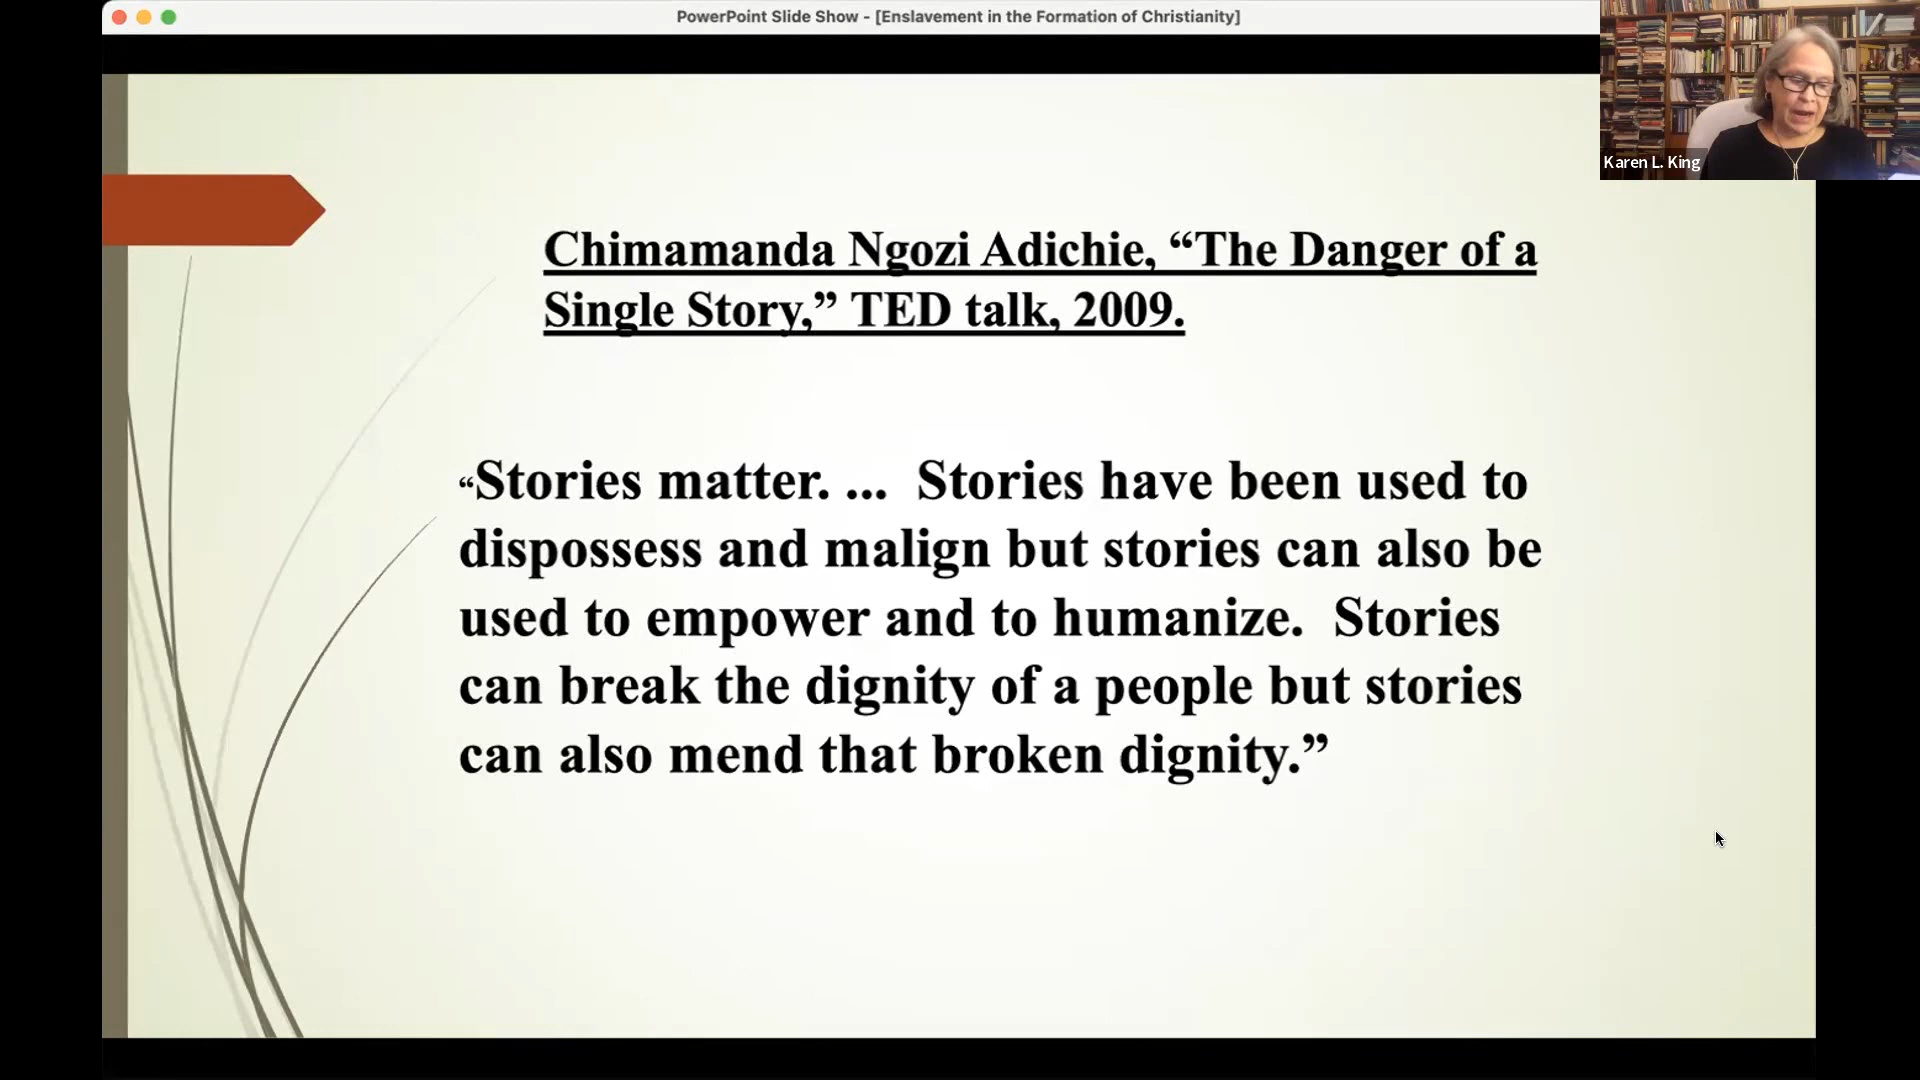 PowerPoint Slide Show - [Enslavement in the Formation of Christianity]
Karen L. King
Chimamanda Ngozi Adichie, “The Danger of a
Single Story,” TED talk, 2009.
“Stories matter. ...  Stories have been used to
dispossess and malign but stories can also be
used to empower and to humanize.  Stories
can break the dignity of a people but stories
can also mend that broken dignity.”